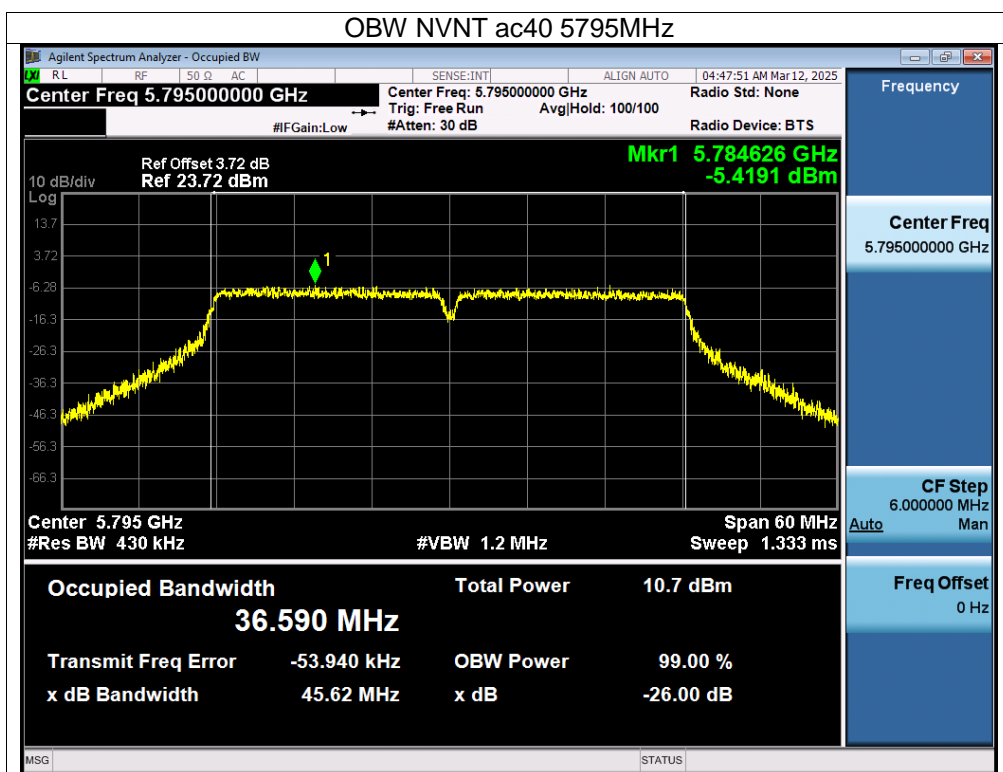 OBW NVNT ac40 5795MHz
Agilent Spectrum Analyzer - Occupied BW
LXI RL RF 50 Ω AC SENSE:INT ALIGN AUTO 04:47:51 AM Mar 12, 2025
Center Freq 5.795000000 GHz
Center Freq: 5.795000000 GHz Radio Std: None
Trig: Free Run Avg|Hold: 100/100
#IFGain:Low #Atten: 30 dB Radio Device: BTS
Mkr1 5.784626 GHz
-5.4191 dBm
Ref Offset 3.72 dB
10 dB/div Ref 23.72 dBm
Log
13.7
3.72
-6.28
-16.3
-26.3
-36.3
-46.3
-56.3
-66.3
1
Center 5.795 GHz Span 60 MHz
#Res BW 430 kHz #VBW 1.2 MHz Sweep 1.333 ms
Occupied Bandwidth Total Power 10.7 dBm
36.590 MHz
Transmit Freq Error -53.940 kHz OBW Power 99.00 %
x dB Bandwidth 45.62 MHz x dB -26.00 dB
MSG STATUS
Frequency
Center Freq
5.795000000 GHz
CF Step
6.000000 MHz
Auto Man
Freq Offset
0 Hz